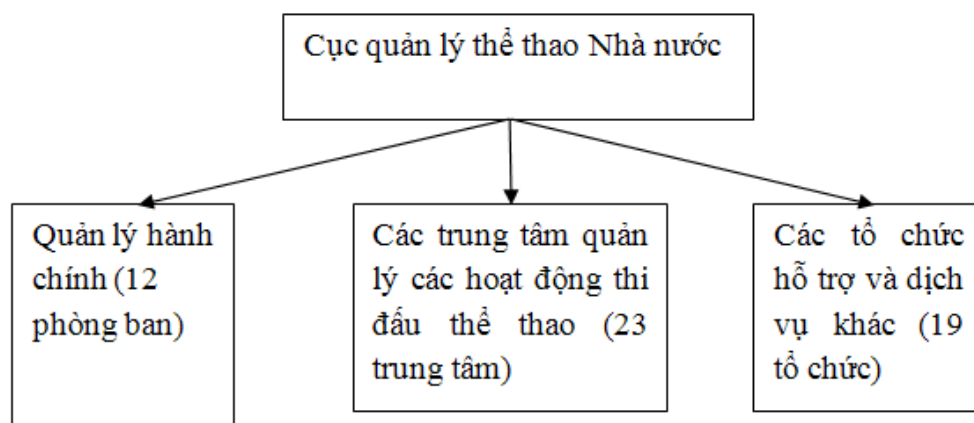 Cục quản lý thể thao Nhà nước
Quản lý hành
chính (12
phòng ban)
Các trung tâm quản
lý các hoạt động thi
đấu thể thao (23
trung tâm)
Các tổ chức
hỗ trợ và dịch
vụ khác (19
tổ chức)